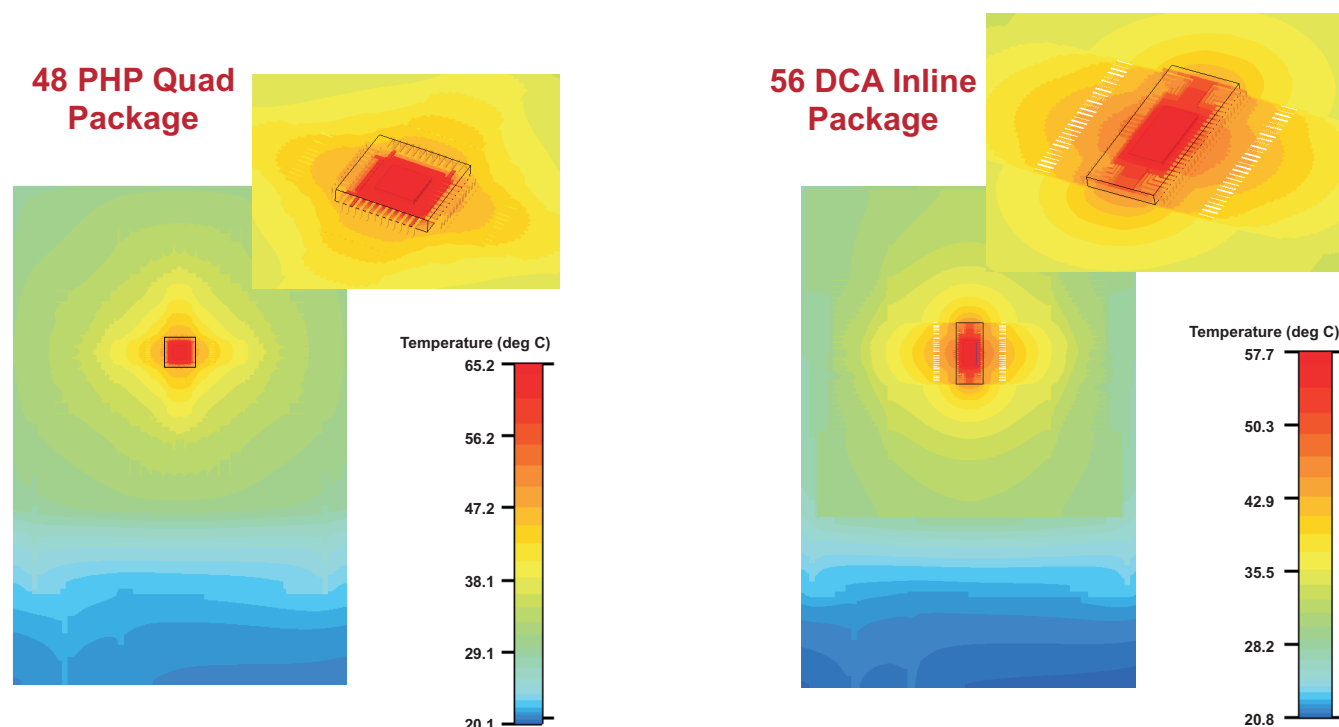 48 PHP Quad
Package
Temperature (deg C)
65.2
56.2
47.2
38.1
29.1
20.1
56 DCA Inline
Package
Temperature (deg C)
57.7
50.3
42.9
35.5
28.2
20.8